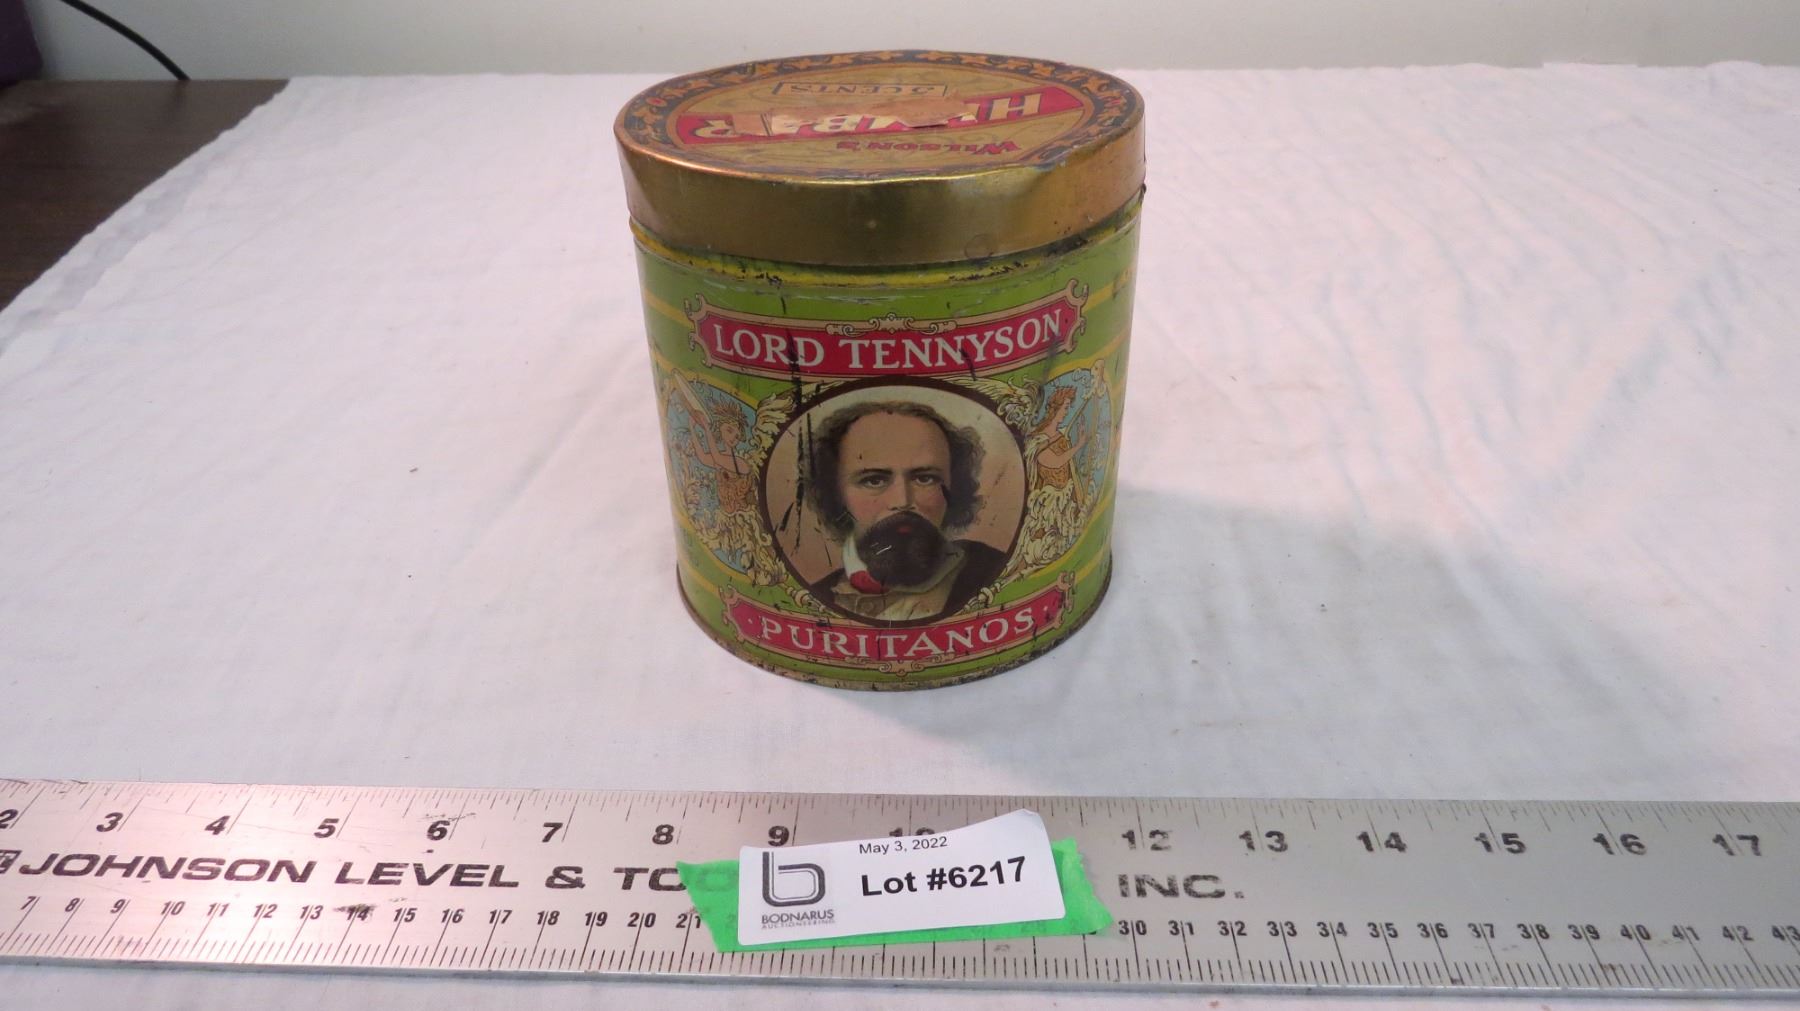 WILSON'S
5 CENTS
LORD TENNYSON
· PURITANOS ·
2 3 4 5 6 7 8 9 10 12 13 14 15 16 17
JOHNSON LEVEL & INC.
May 3, 2022
Lot #6217
BODNARUS
AUCTIONEERING
7 8 9 10 11 12 13 14 15 16 17 18 19 20 21 30 31 32 33 34 35 36 37 38 39 40 41 42 43